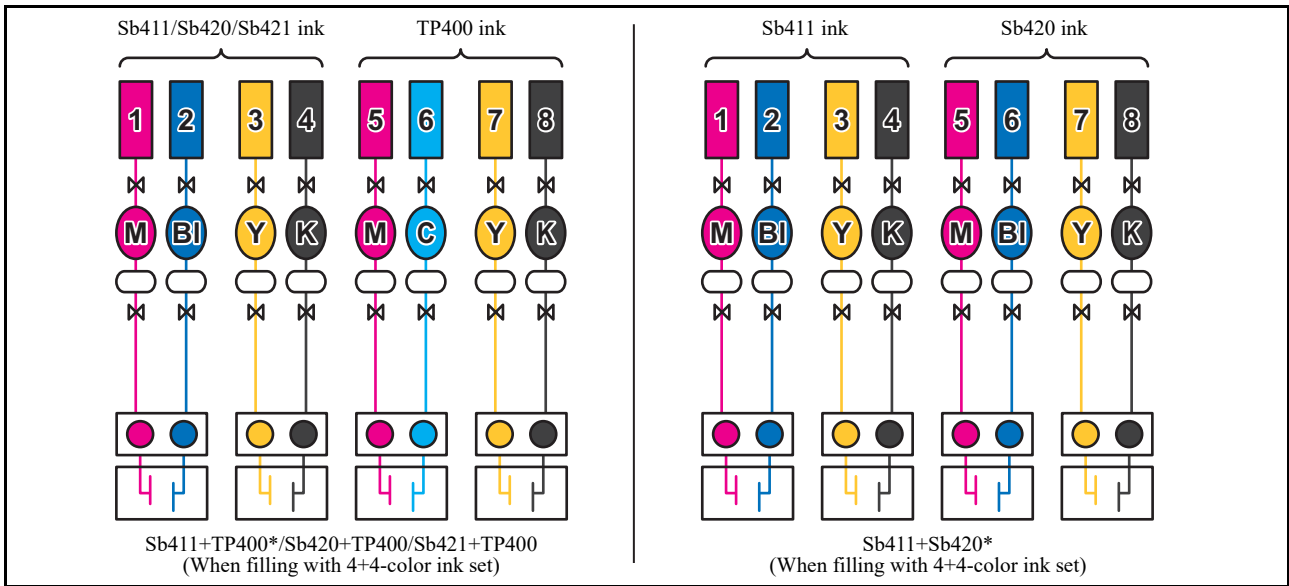 Sb411/Sb420/Sb421 ink TP400 ink
1 2 3 4 5 6 7 8
M Bl Y K M C Y K
Sb411+TP400*/Sb420+TP400/Sb421+TP400
(When filling with 4+4-color ink set)
Sb411 ink Sb420 ink
1 2 3 4 5 6 7 8
M Bl Y K M Bl Y K
Sb411+Sb420*
(When filling with 4+4-color ink set)